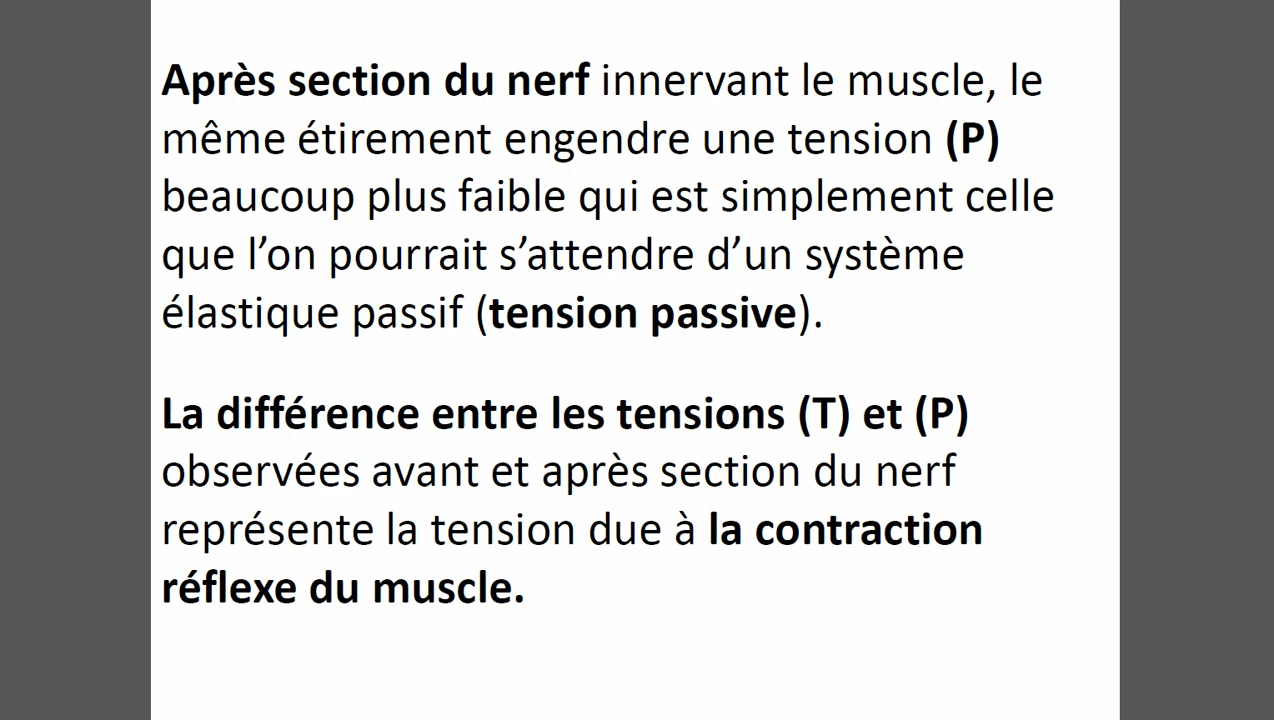 Après section du nerf innervant le muscle, le
même étirement engendre une tension (P)
beaucoup plus faible qui est simplement celle
que l’on pourrait s’attendre d’un système
élastique passif (tension passive).
La différence entre les tensions (T) et (P)
observées avant et après section du nerf
représente la tension due à la contraction
réflexe du muscle.